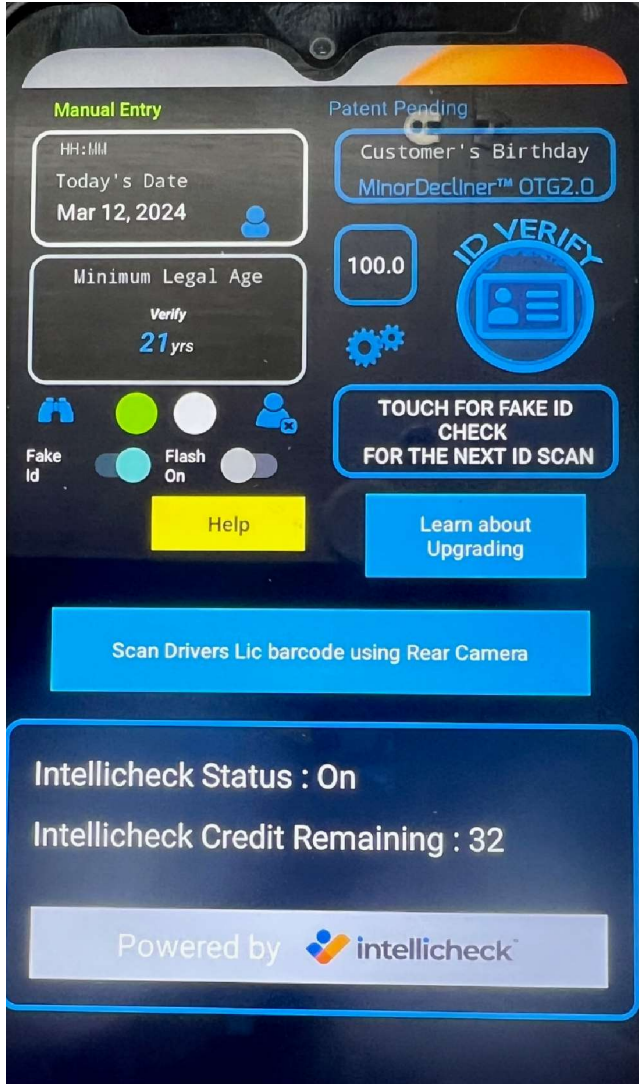 Manual Entry
Patent Pending
HH:MM
Today's Date
Mar 12, 2024
Customer's Birthday
MinorDecliner™ OTG2.0
Minimum Legal Age
Verify
21 yrs
100.0
ID VERIFY
Fake
Id
Flash
On
TOUCH FOR FAKE ID
CHECK
FOR THE NEXT ID SCAN
Help
Learn about
Upgrading
Scan Drivers Lic barcode using Rear Camera
Intellicheck Status : On
Intellicheck Credit Remaining : 32
Powered by intellicheck